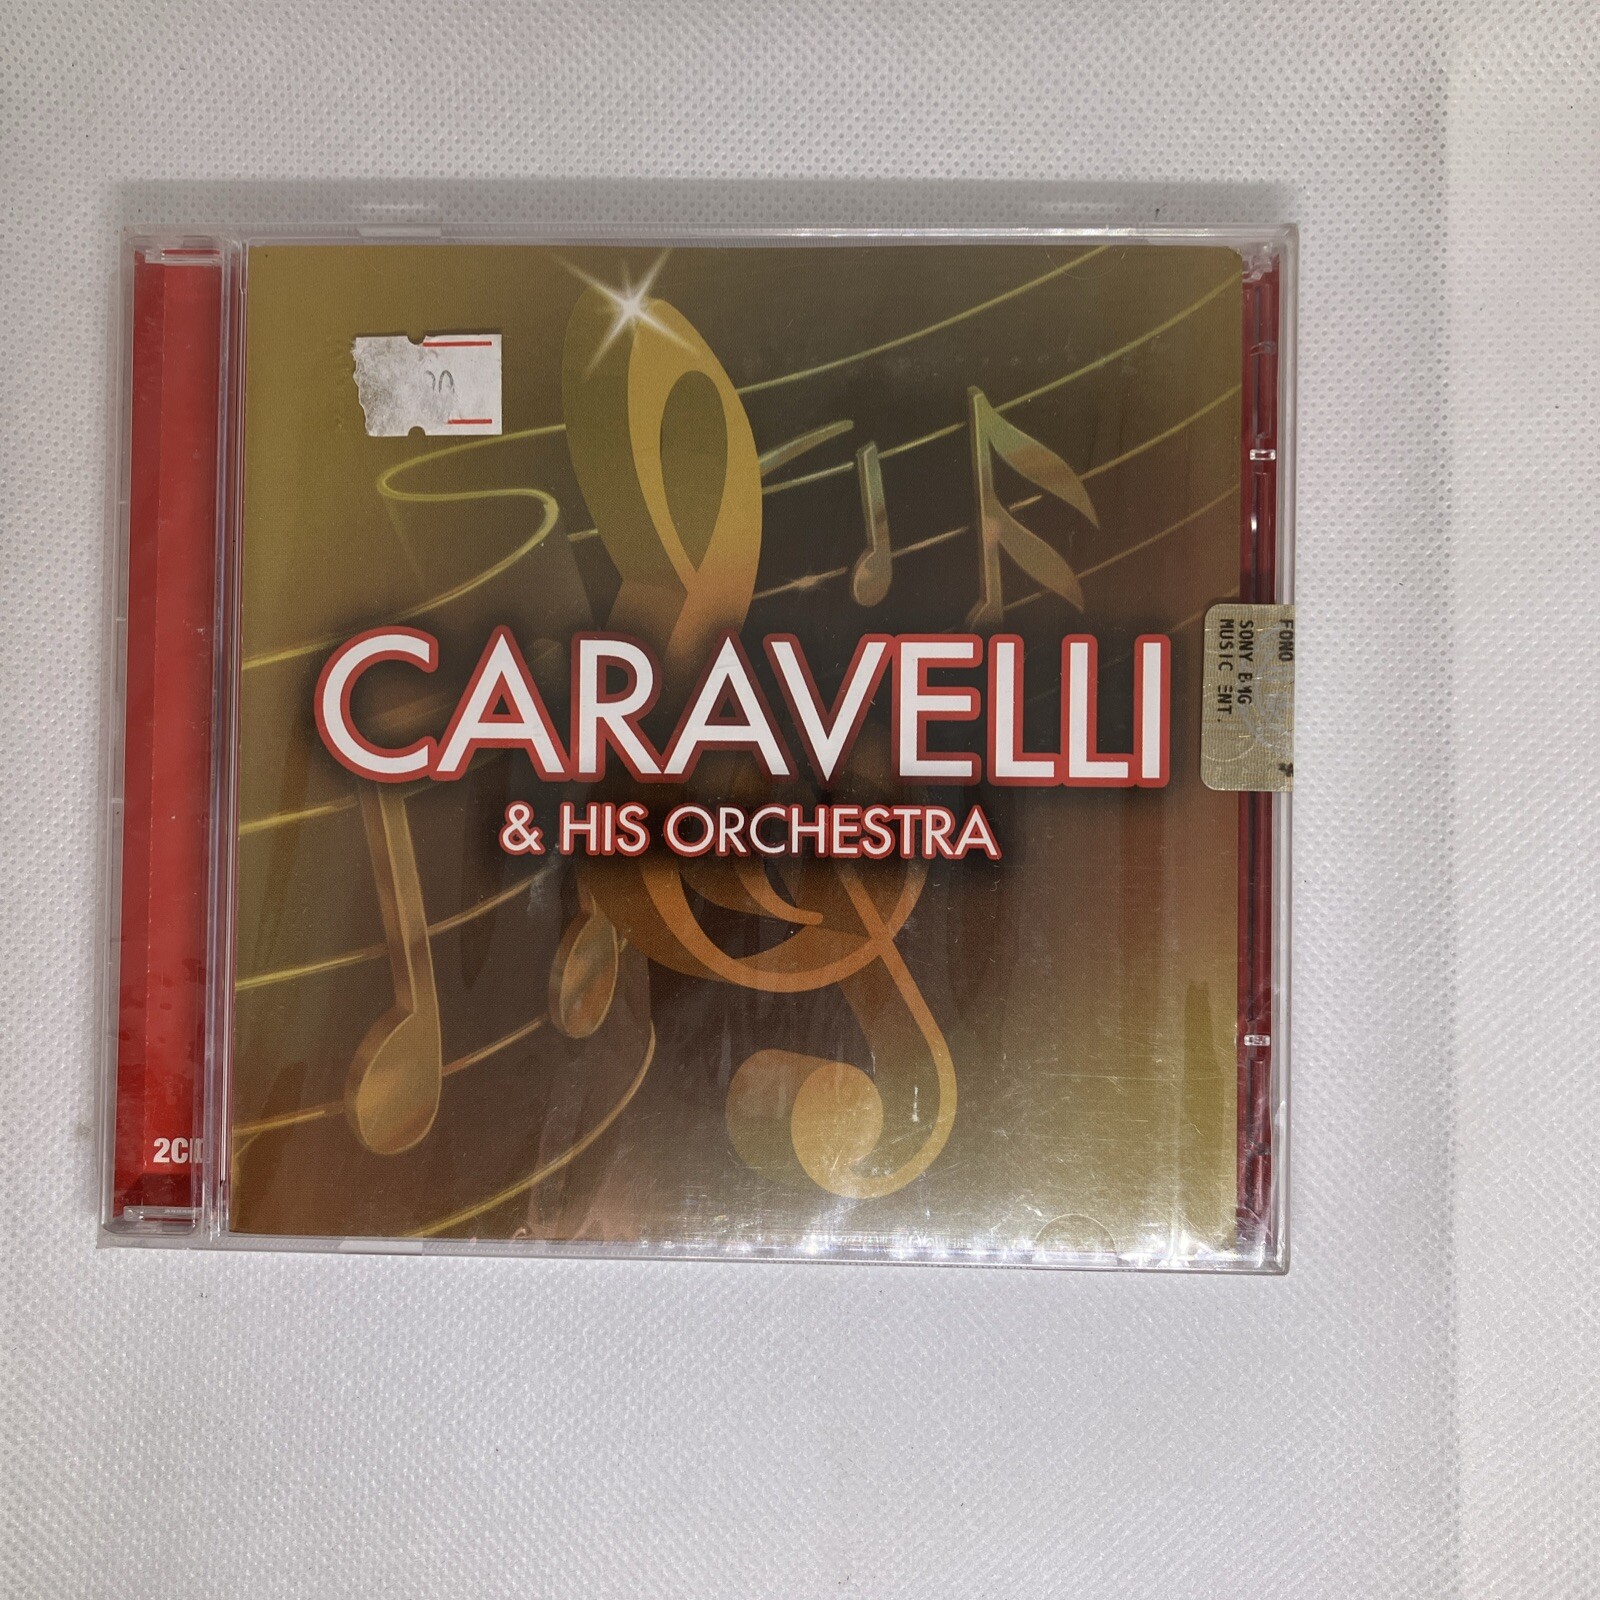 CARAVELLI
& HIS ORCHESTRA
FONO
SONY BMG
MUSIC ENT.
2CD